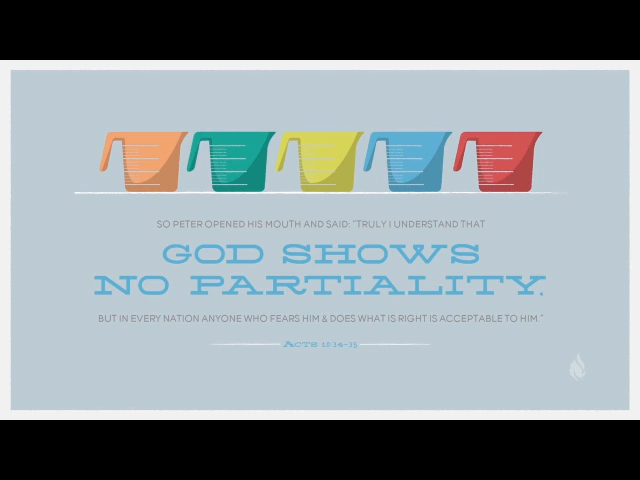 SO PETER OPENED HIS MOUTH AND SAID: "TRULY I UNDERSTAND THAT
GOD SHOWS
NO PARTIALITY,
BUT IN EVERY NATION ANYONE WHO FEARS HIM & DOES WHAT IS RIGHT IS ACCEPTABLE TO HIM."
ACTS 10:34-35